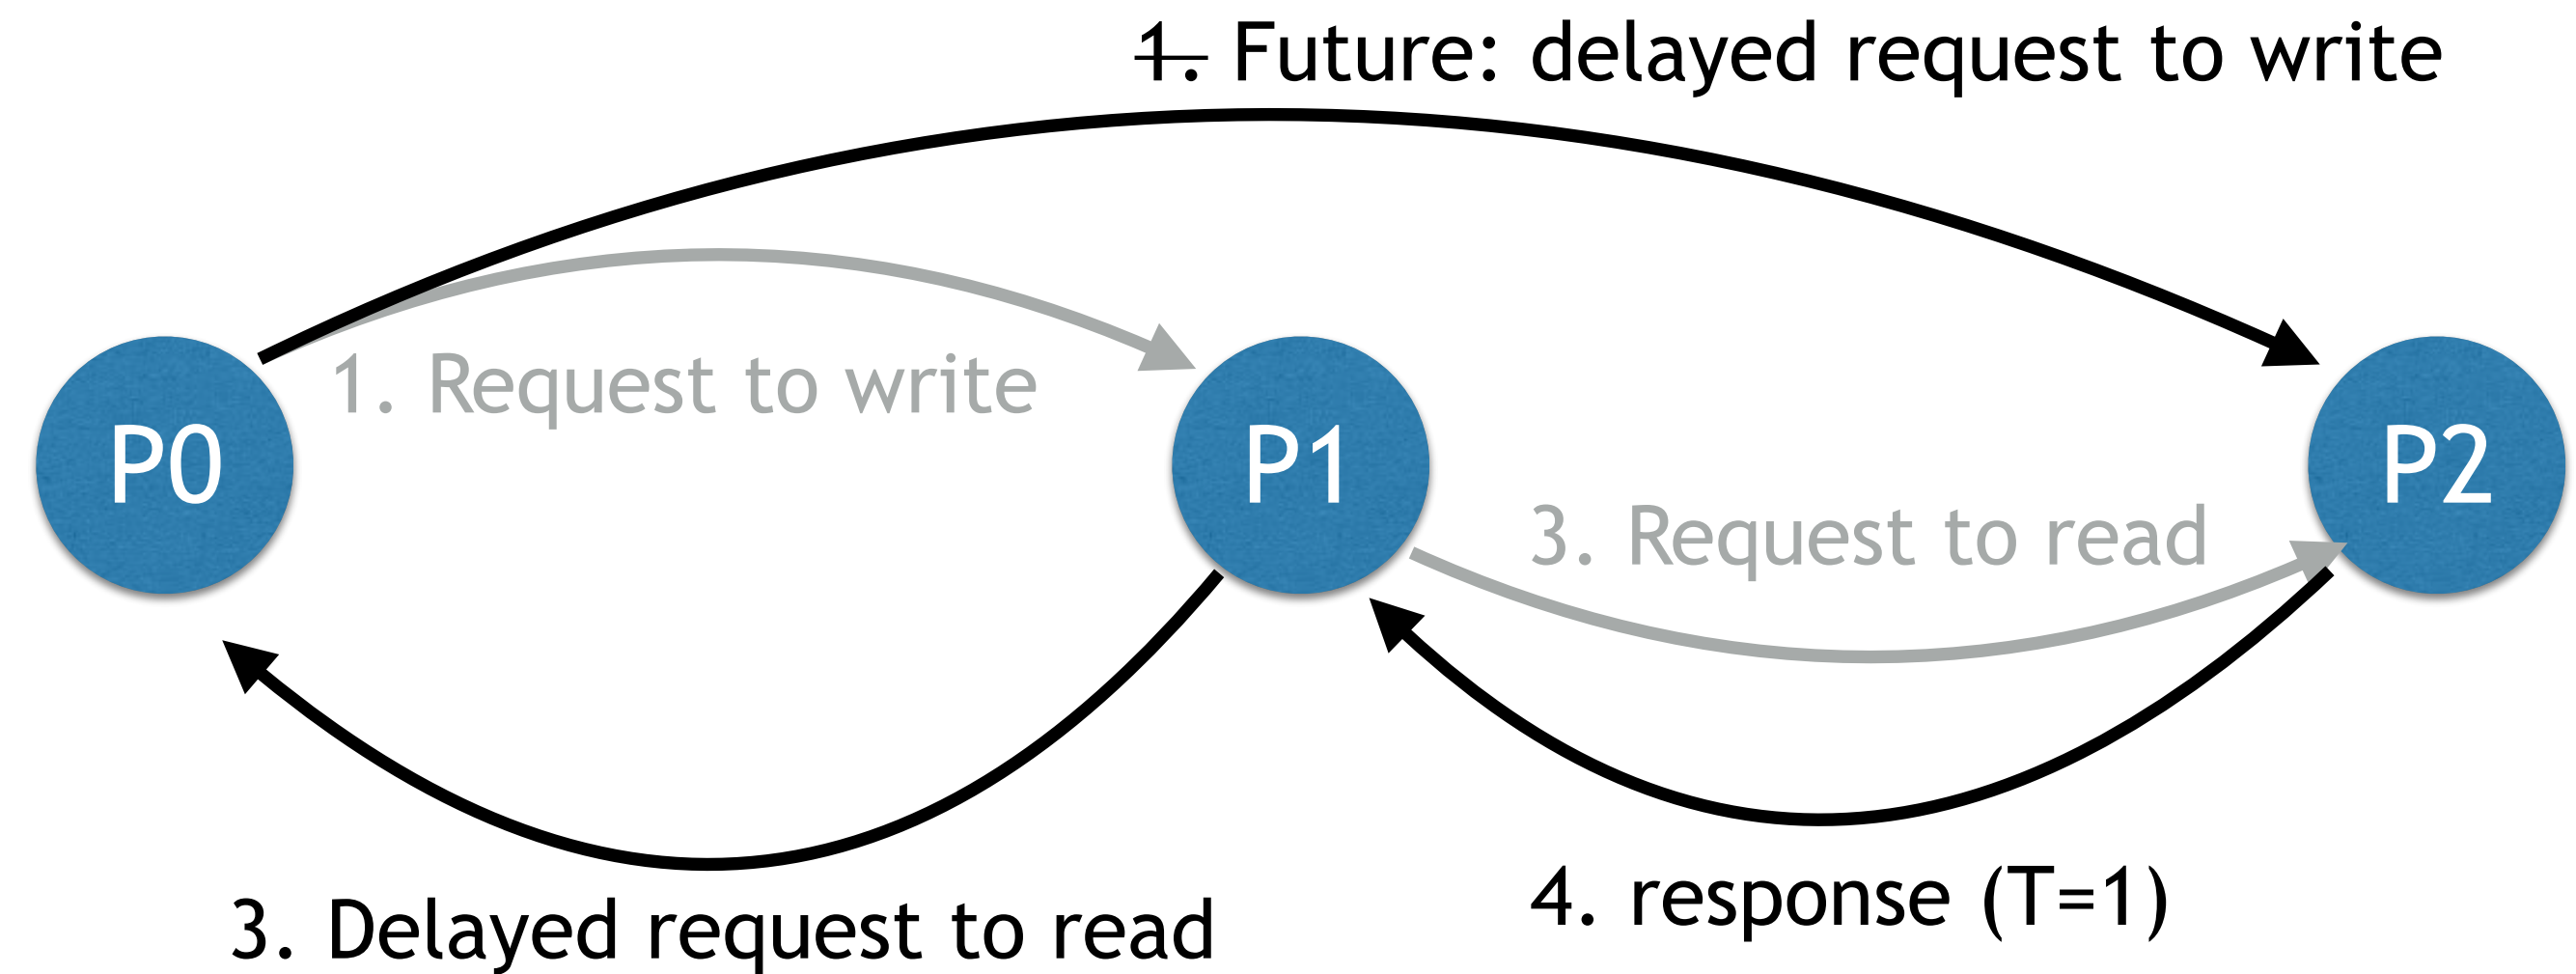 1. Future: delayed request to write
1. Request to write
P0
P1
P2
3. Request to read
4. response (T=1)
3. Delayed request to read